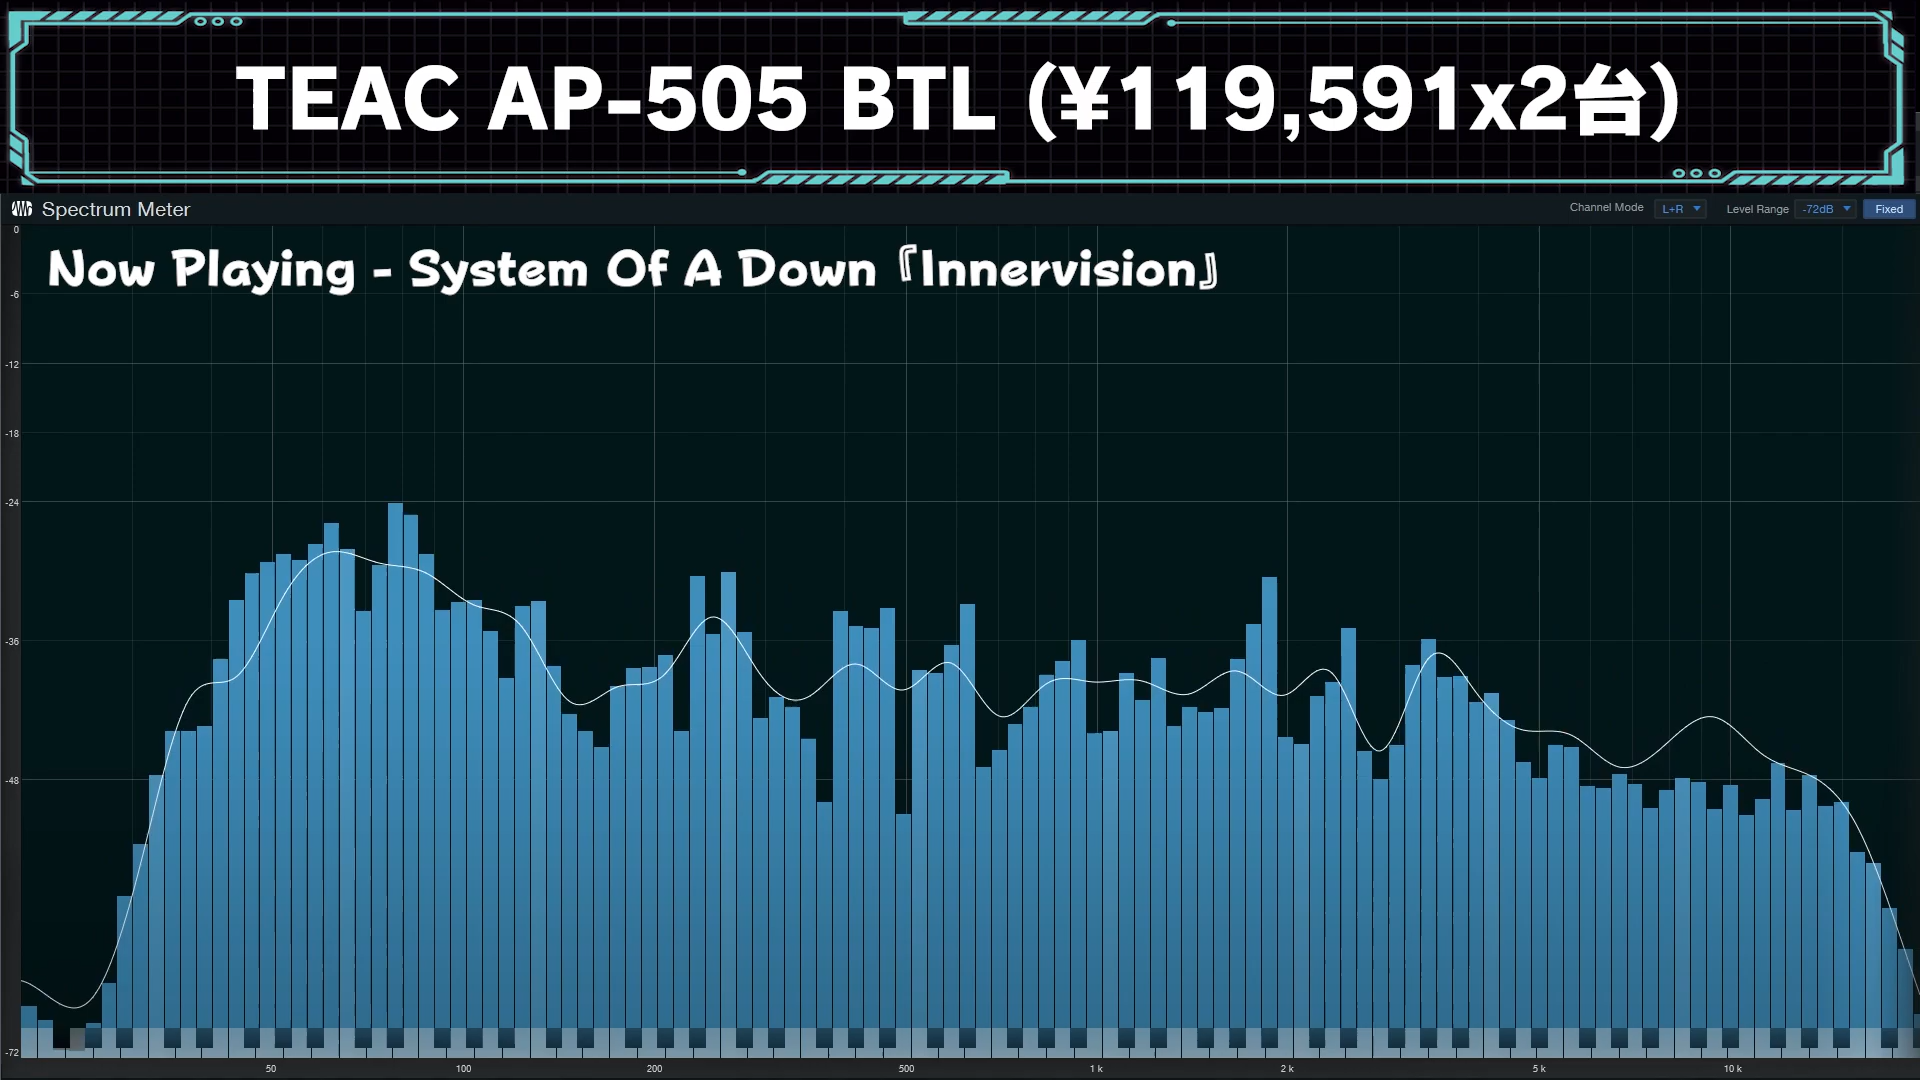 TEAC AP-505 BTL (¥119,591x2台)
Spectrum Meter
Channel Mode L+R Level Range -72dB Fixed
Now Playing - System Of A Down『Innervision』
0
-6
-12
-18
-24
-36
-48
-72
50 100 200 500 1 k 2 k 5 k 10 k